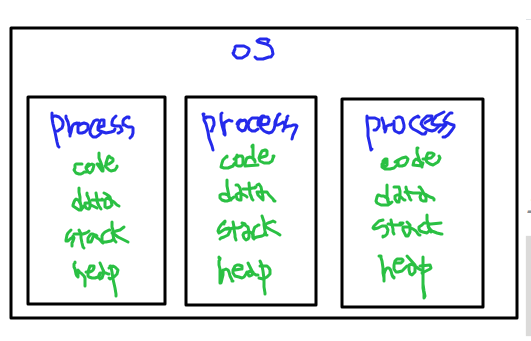 OS
process
code
data
stack
heap
process
code
data
stack
heap
process
code
data
stack
heap